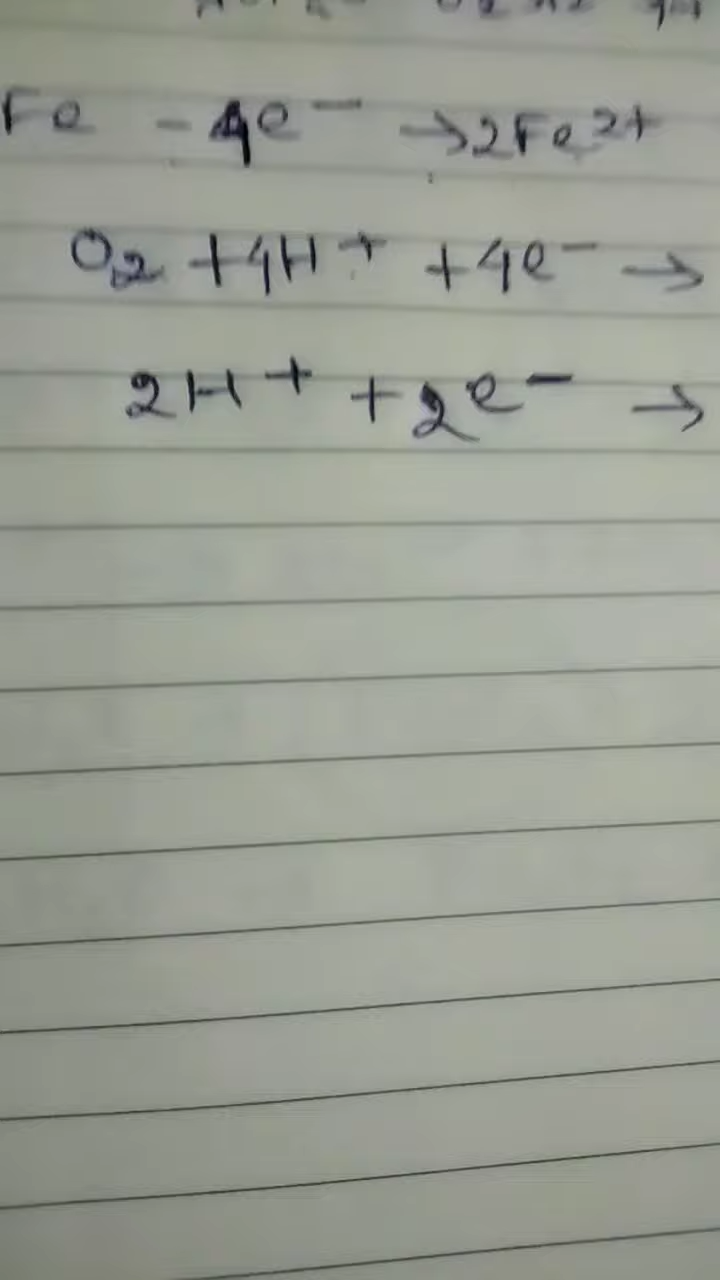 Fe - 4e⁻ → 2Fe²⁺
O₂ + 4H⁺ + 4e⁻ →
2H⁺ + 2e⁻ →